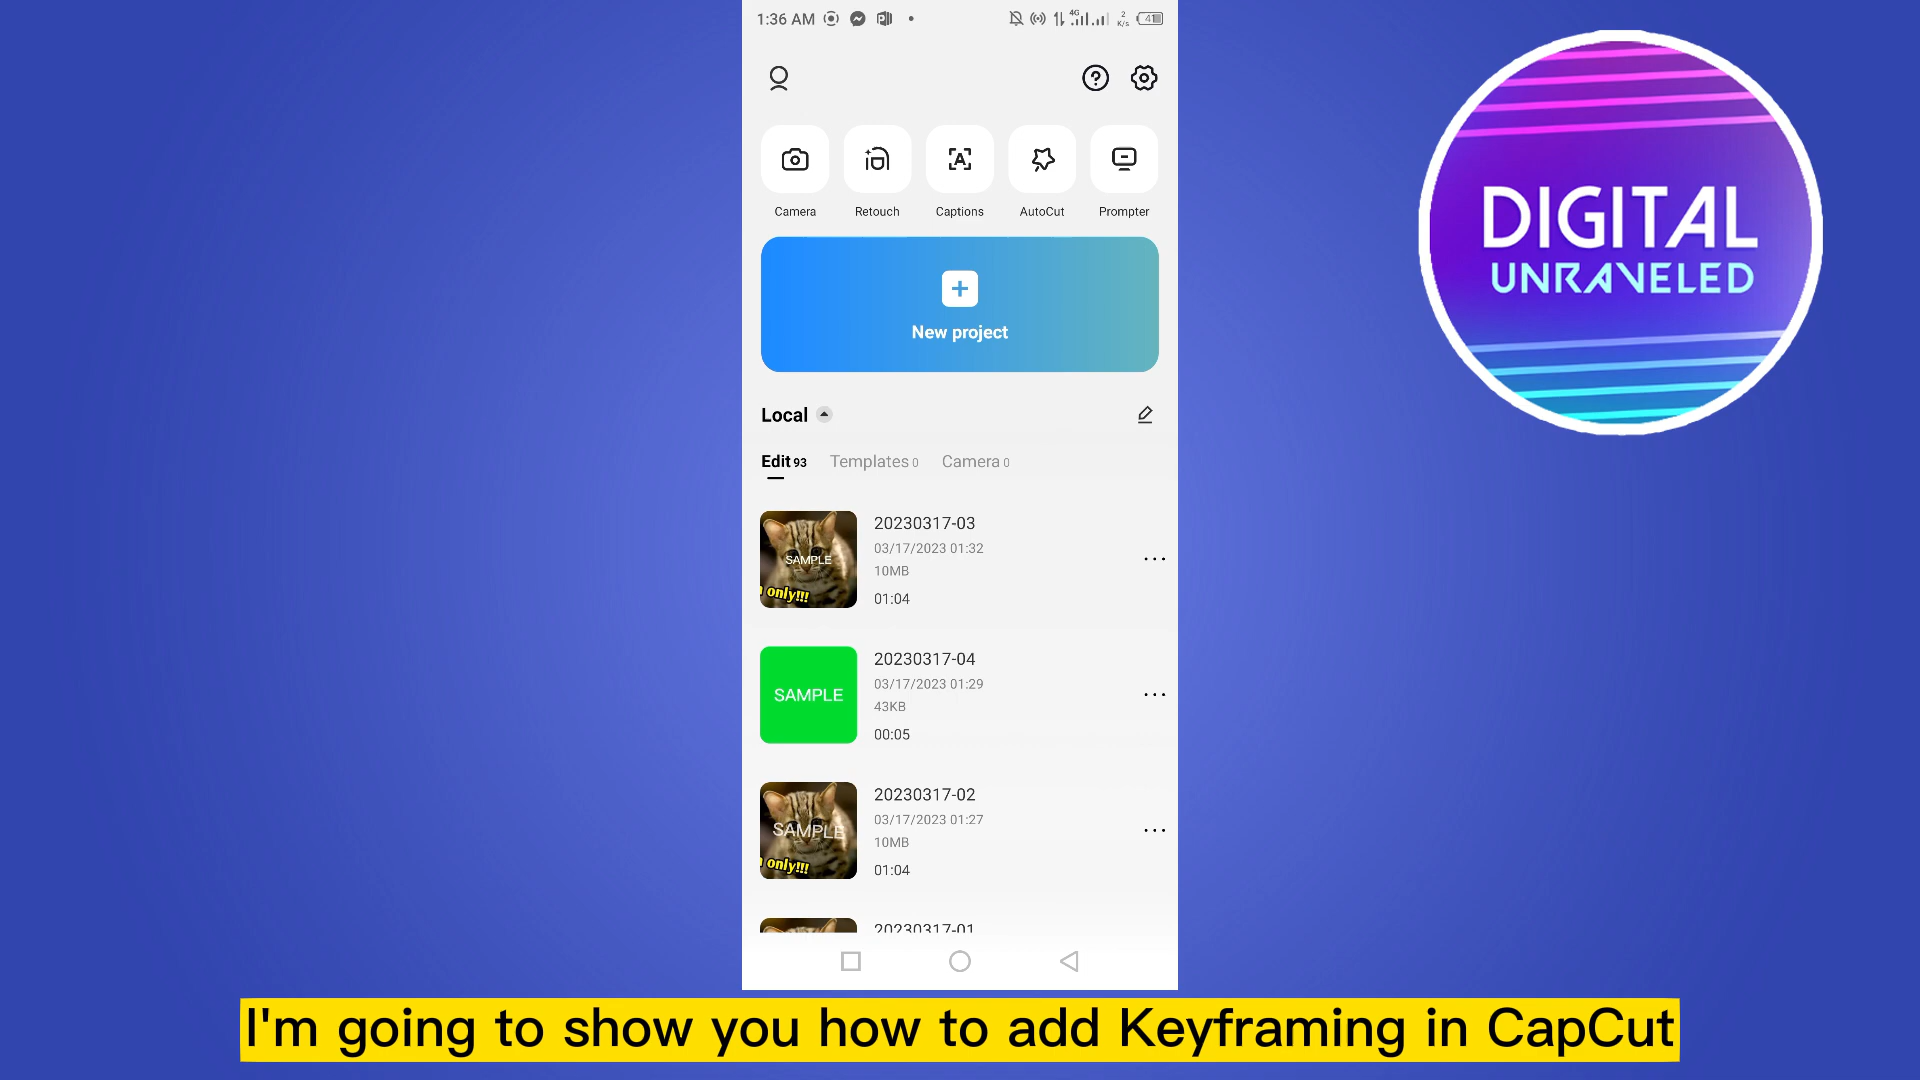 1:36 AM
4G
2
K/s
41
Camera
Retouch
Captions
AutoCut
Prompter
New project
Local
Edit 93 Templates 0 Camera 0
20230317-03
03/17/2023 01:32
10MB
01:04
SAMPLE
only!!!
20230317-04
03/17/2023 01:29
43KB
00:05
SAMPLE
20230317-02
03/17/2023 01:27
10MB
01:04
SAMPLE
only!!!
20230317-01
DIGITAL
UNRAVELED
I'm going to show you how to add Keyframing in CapCut